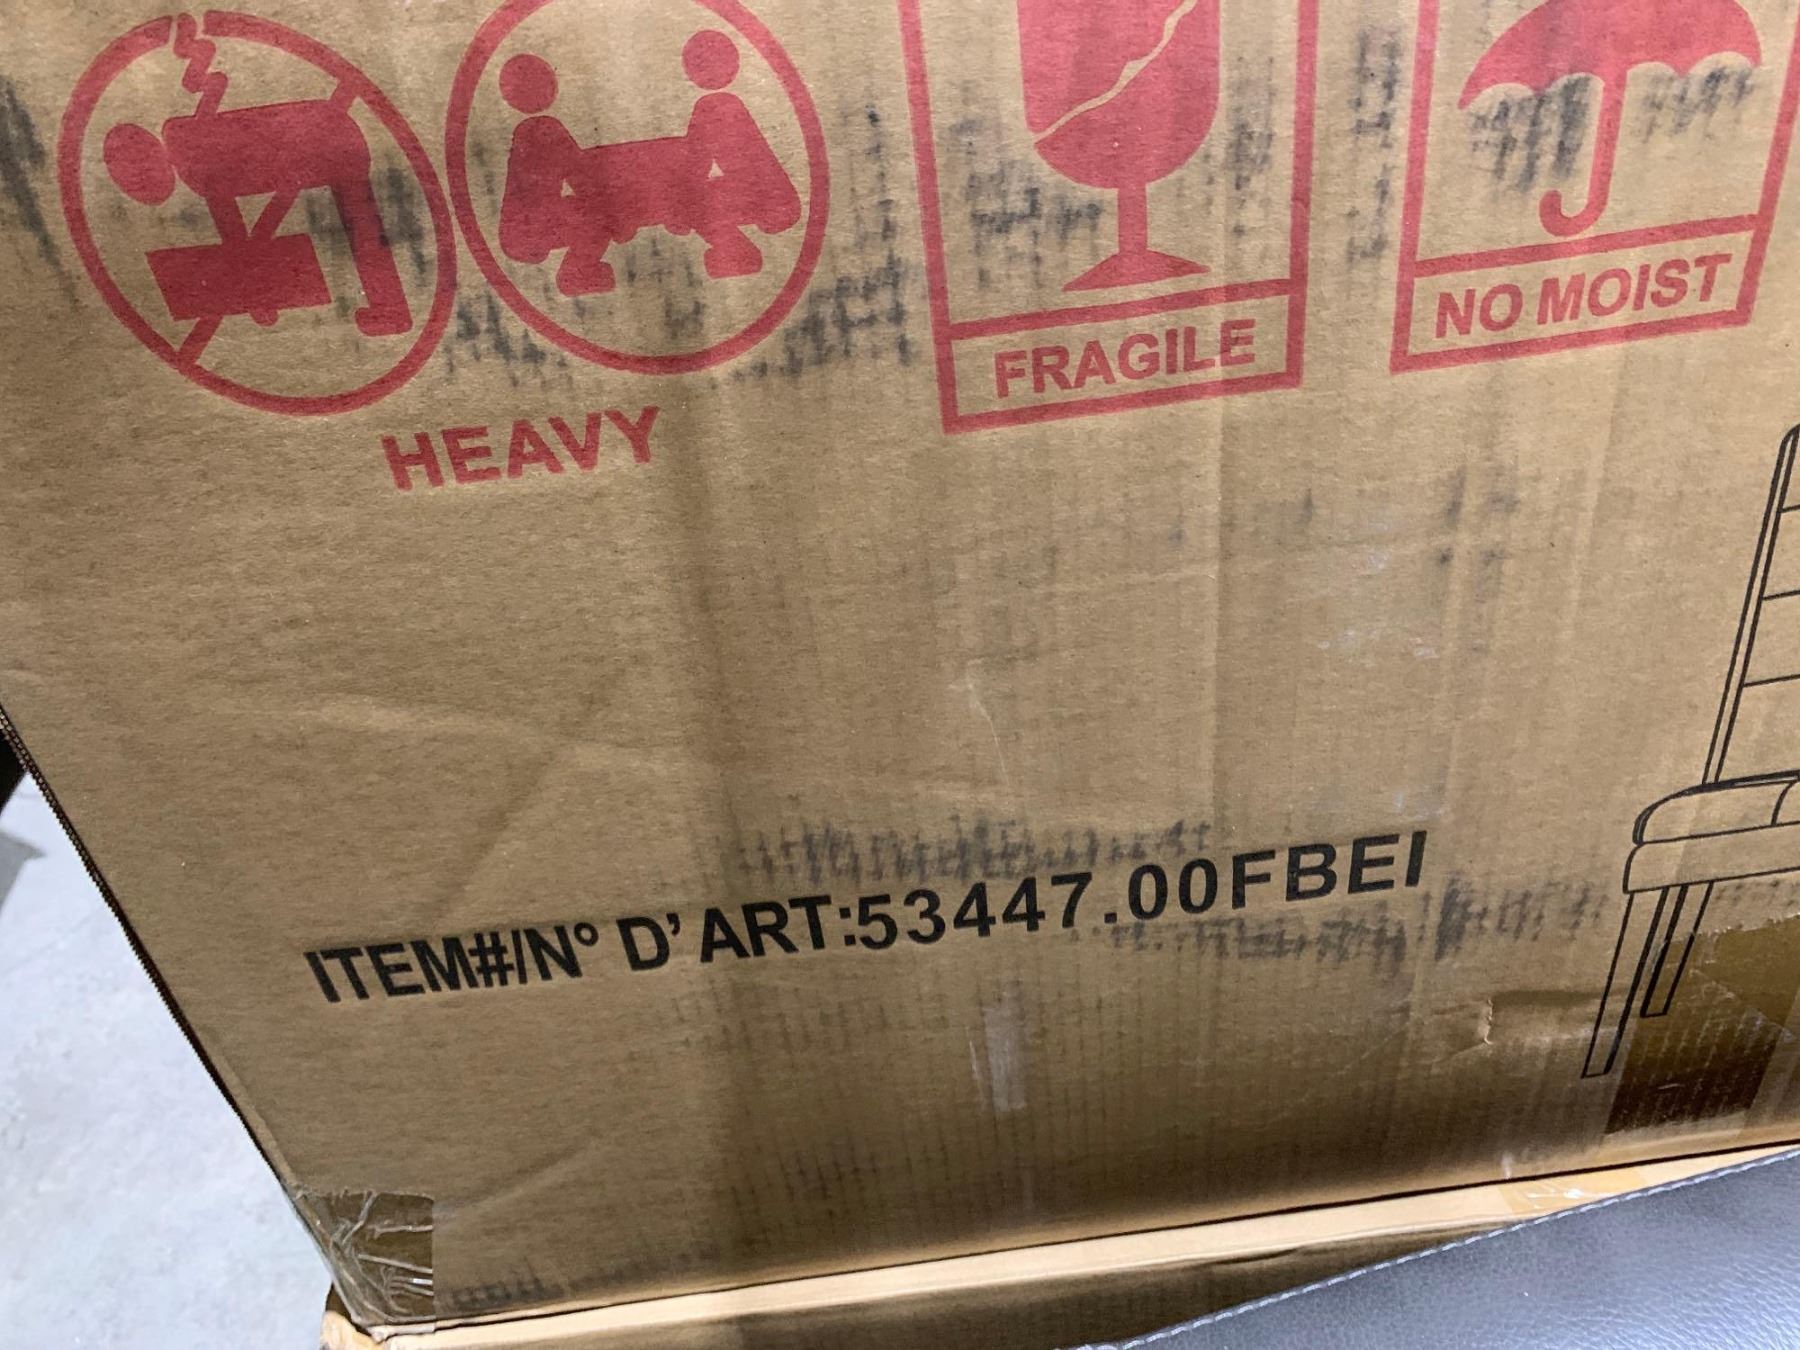 HEAVY
FRAGILE
NO MOIST
ITEM#/N° D'ART:53447.00FBEI